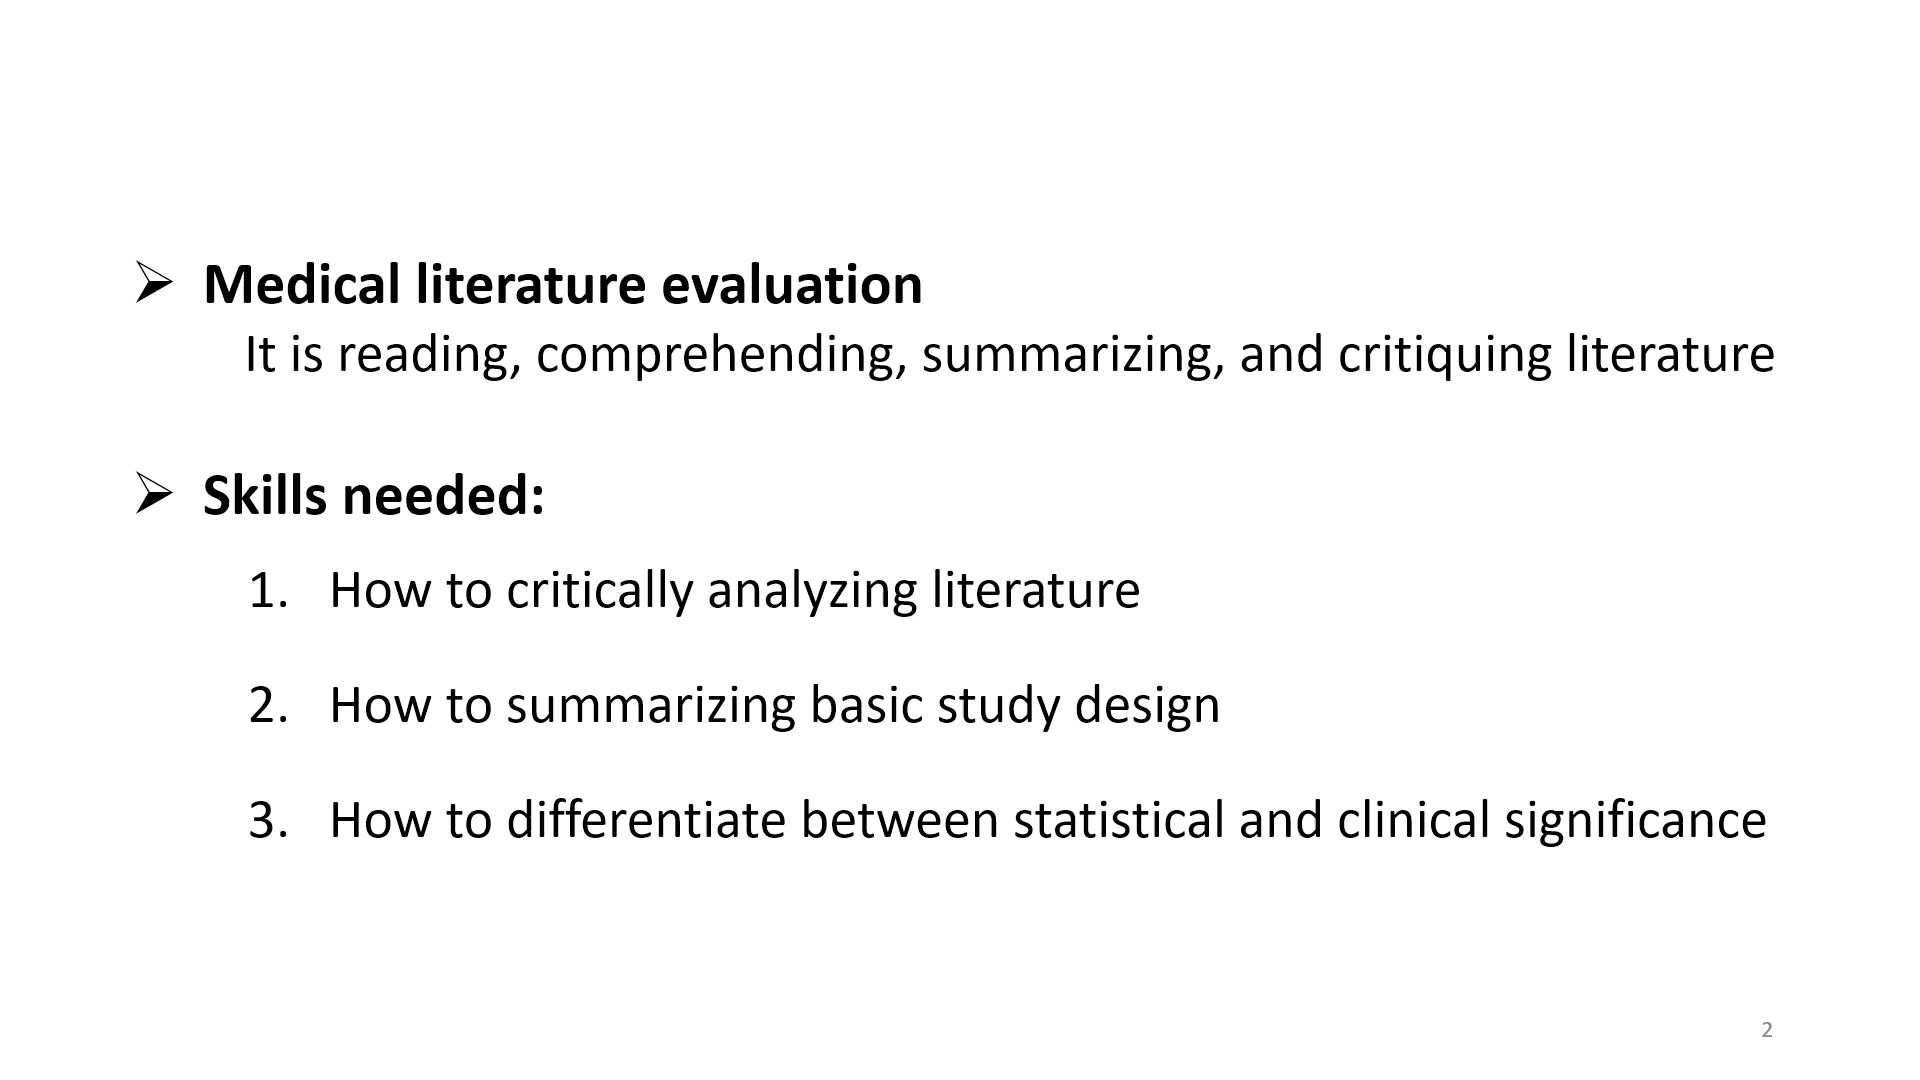 ➢ Medical literature evaluation
It is reading, comprehending, summarizing, and critiquing literature
➢ Skills needed:
1. How to critically analyzing literature
2. How to summarizing basic study design
3. How to differentiate between statistical and clinical significance
2